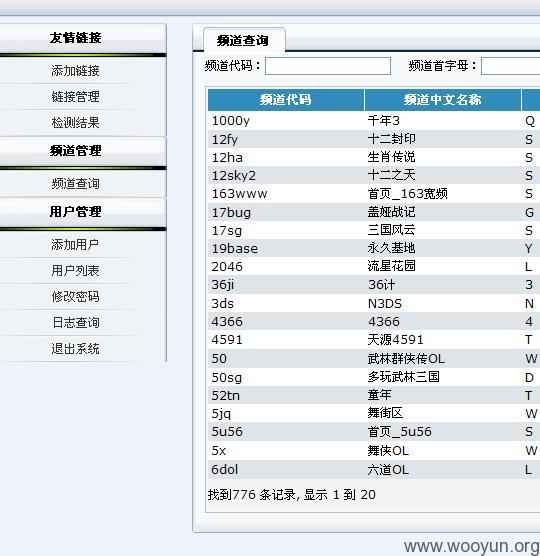 友情链接
添加链接
链接管理
检测结果
频道管理
频道查询
用户管理
添加用户
用户列表
修改密码
日志查询
退出系统
频道查询
频道代码： 频道首字母：
频道代码 频道中文名称
1000y 千年3 Q
12fy 十二封印 S
12ha 生肖传说 S
12sky2 十二之天 S
163www 首页_163宽频 S
17bug 盖娅战记 G
17sg 三国风云 S
19base 永久基地 Y
2046 流星花园 L
36ji 36计 3
3ds N3DS N
4366 4366 4
4591 天源4591 T
50 武林群侠传OL W
50sg 多玩武林三国 D
52tn 童年 T
5jq 舞街区 W
5u56 首页_5u56 S
5x 舞侠OL W
6dol 六道OL L
找到776 条记录, 显示 1 到 20
www.wooyun.org